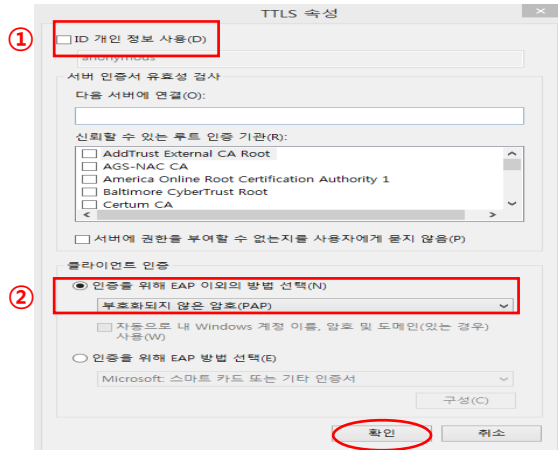 TTLS 속성
①
ID 개인 정보 사용(D)
anonymous
서버 인증서 유효성 검사
다음 서버에 연결(O):
신뢰할 수 있는 루트 인증 기관(R):
AddTrust External CA Root
AGS-NAC CA
America Online Root Certification Authority 1
Baltimore CyberTrust Root
Certum CA
서버에 권한을 부여할 수 없는지를 사용자에게 묻지 않음(P)
클라이언트 인증
②
인증을 위해 EAP 이외의 방법 선택(N)
부호화되지 않은 암호(PAP)
자동으로 내 Windows 계정 이름, 암호 및 도메인(있는 경우)
사용(W)
인증을 위해 EAP 방법 선택(E)
Microsoft: 스마트 카드 또는 기타 인증서
구성(C)
확인
취소